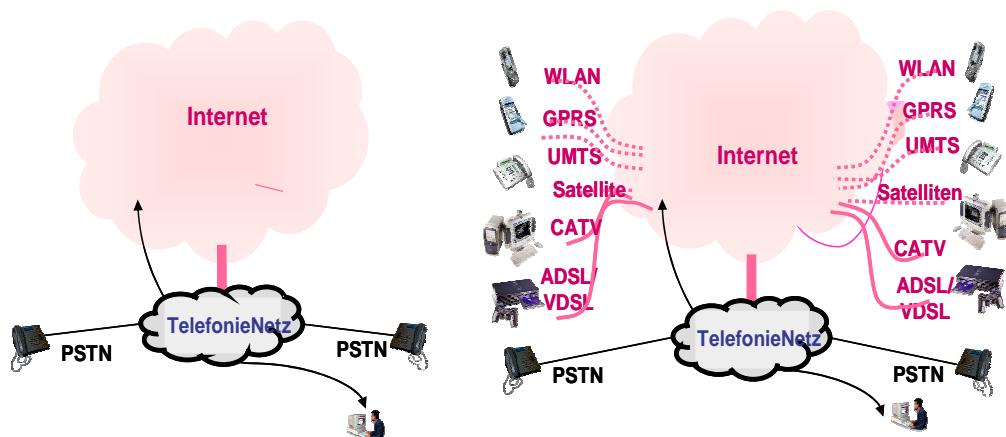 Internet
TelefonieNetz
PSTN
PSTN
WLAN
GPRS
UMTS
Satellite
CATV
ADSL/
VDSL
Internet
WLAN
GPRS
UMTS
Satelliten
CATV
ADSL/
VDSL
TelefonieNetz
PSTN
PSTN